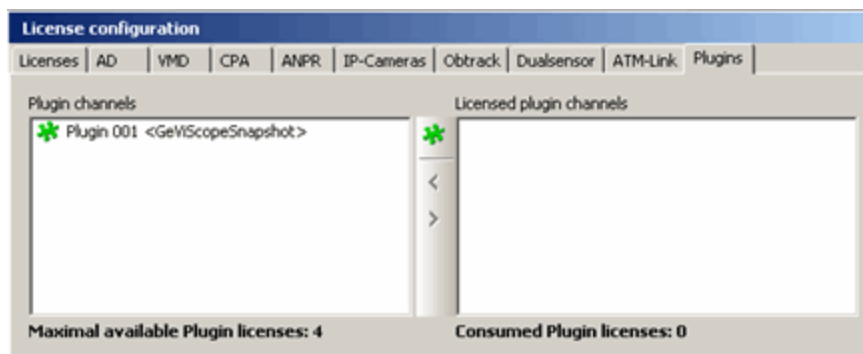 License configuration
Licenses AD VMD CPA ANPR IP-Cameras Obtrack Dualsensor ATM-Link Plugins
Plugin channels Licensed plugin channels
Plugin 001 <GeViScopeSnapshot>
Maximal available Plugin licenses: 4 Consumed Plugin licenses: 0